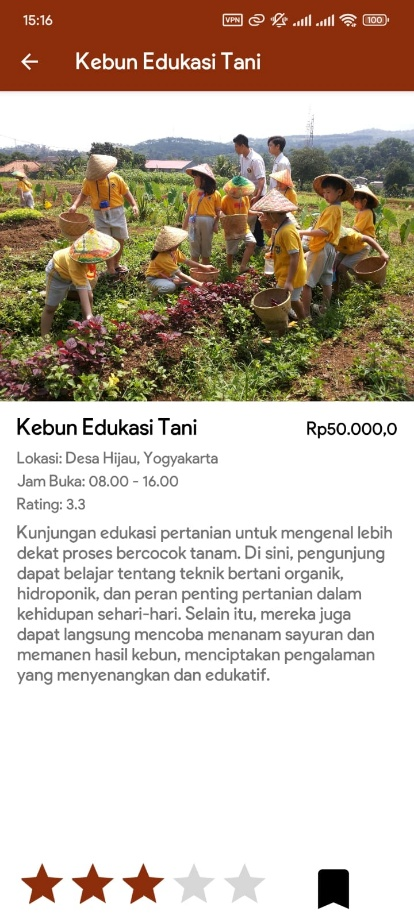 15:16
VPN
100
Kebun Edukasi Tani
Kebun Edukasi Tani
Rp50.000,0
Lokasi: Desa Hijau, Yogyakarta
Jam Buka: 08.00 - 16.00
Rating: 3.3
Kunjungan edukasi pertanian untuk mengenal lebih
dekat proses bercocok tanam. Di sini, pengunjung
dapat belajar tentang teknik bertani organik,
hidroponik, dan peran penting pertanian dalam
kehidupan sehari-hari. Selain itu, mereka juga
dapat langsung mencoba menanam sayuran dan
memanen hasil kebun, menciptakan pengalaman
yang menyenangkan dan edukatif.